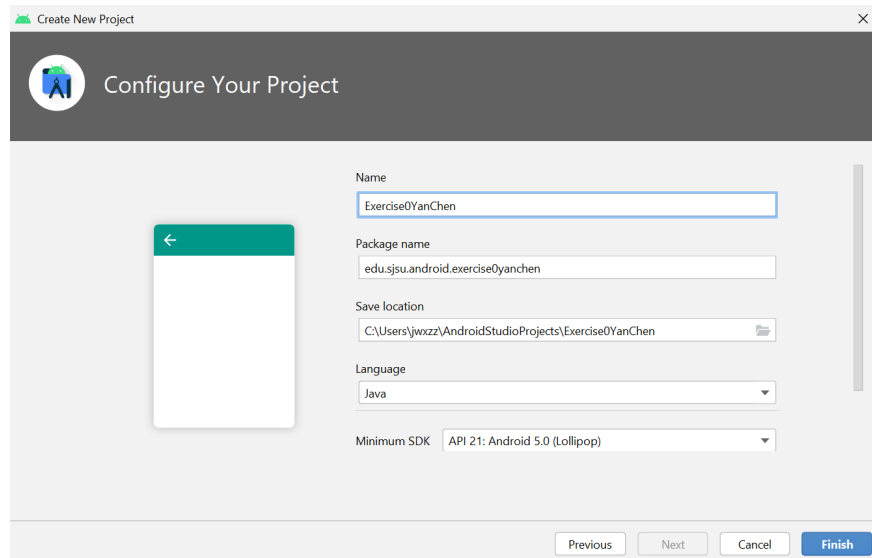 Create New Project
Configure Your Project
Name
Exercise0YanChen
Package name
edu.sjsu.android.exercise0yanchen
Save location
C:\Users\jwxzz\AndroidStudioProjects\Exercise0YanChen
Language
Java
Minimum SDK API 21: Android 5.0 (Lollipop)
Previous Next Cancel Finish